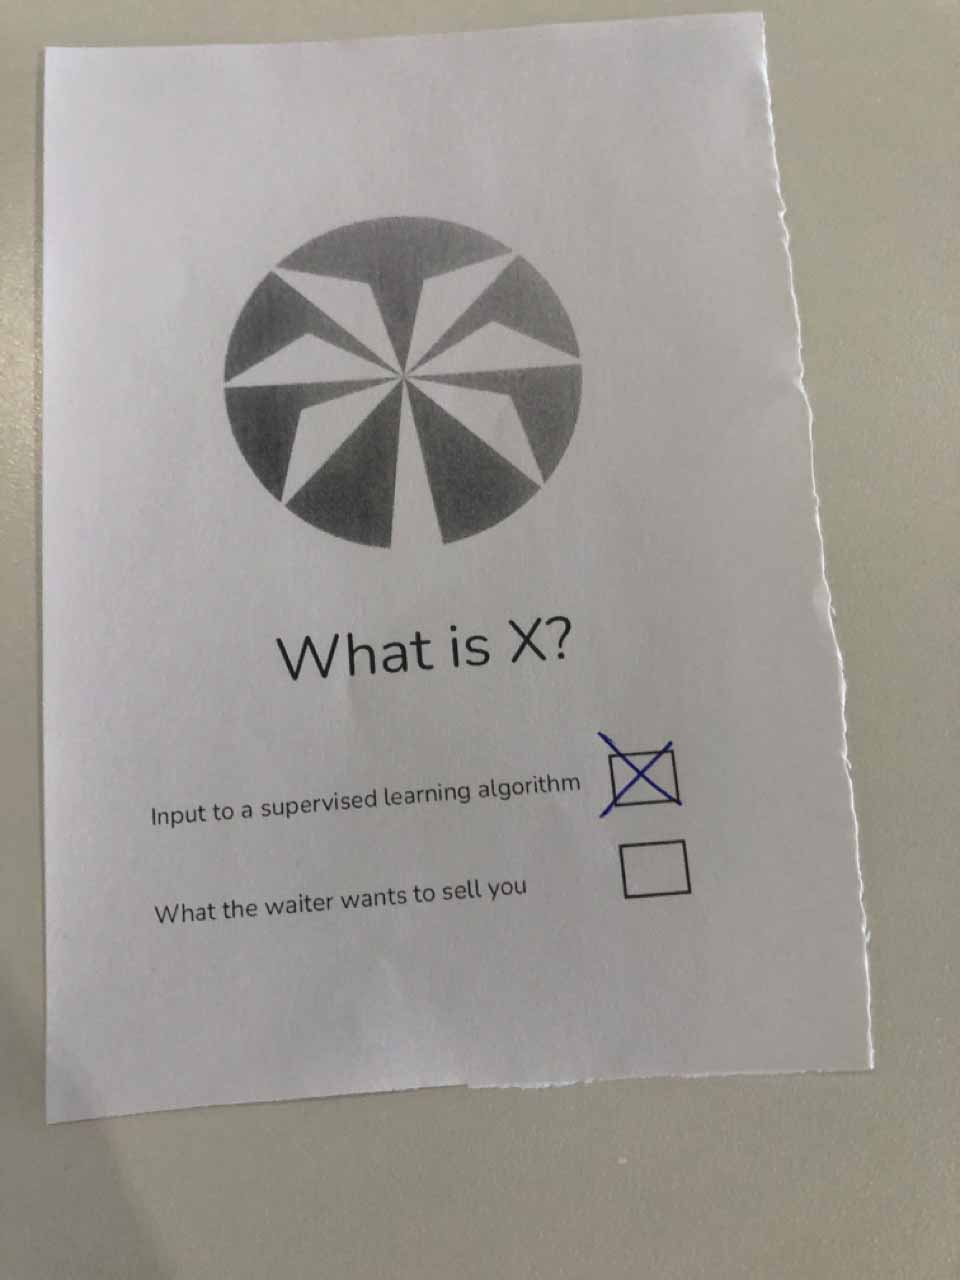 What is X?
Input to a supervised learning algorithm
What the waiter wants to sell you